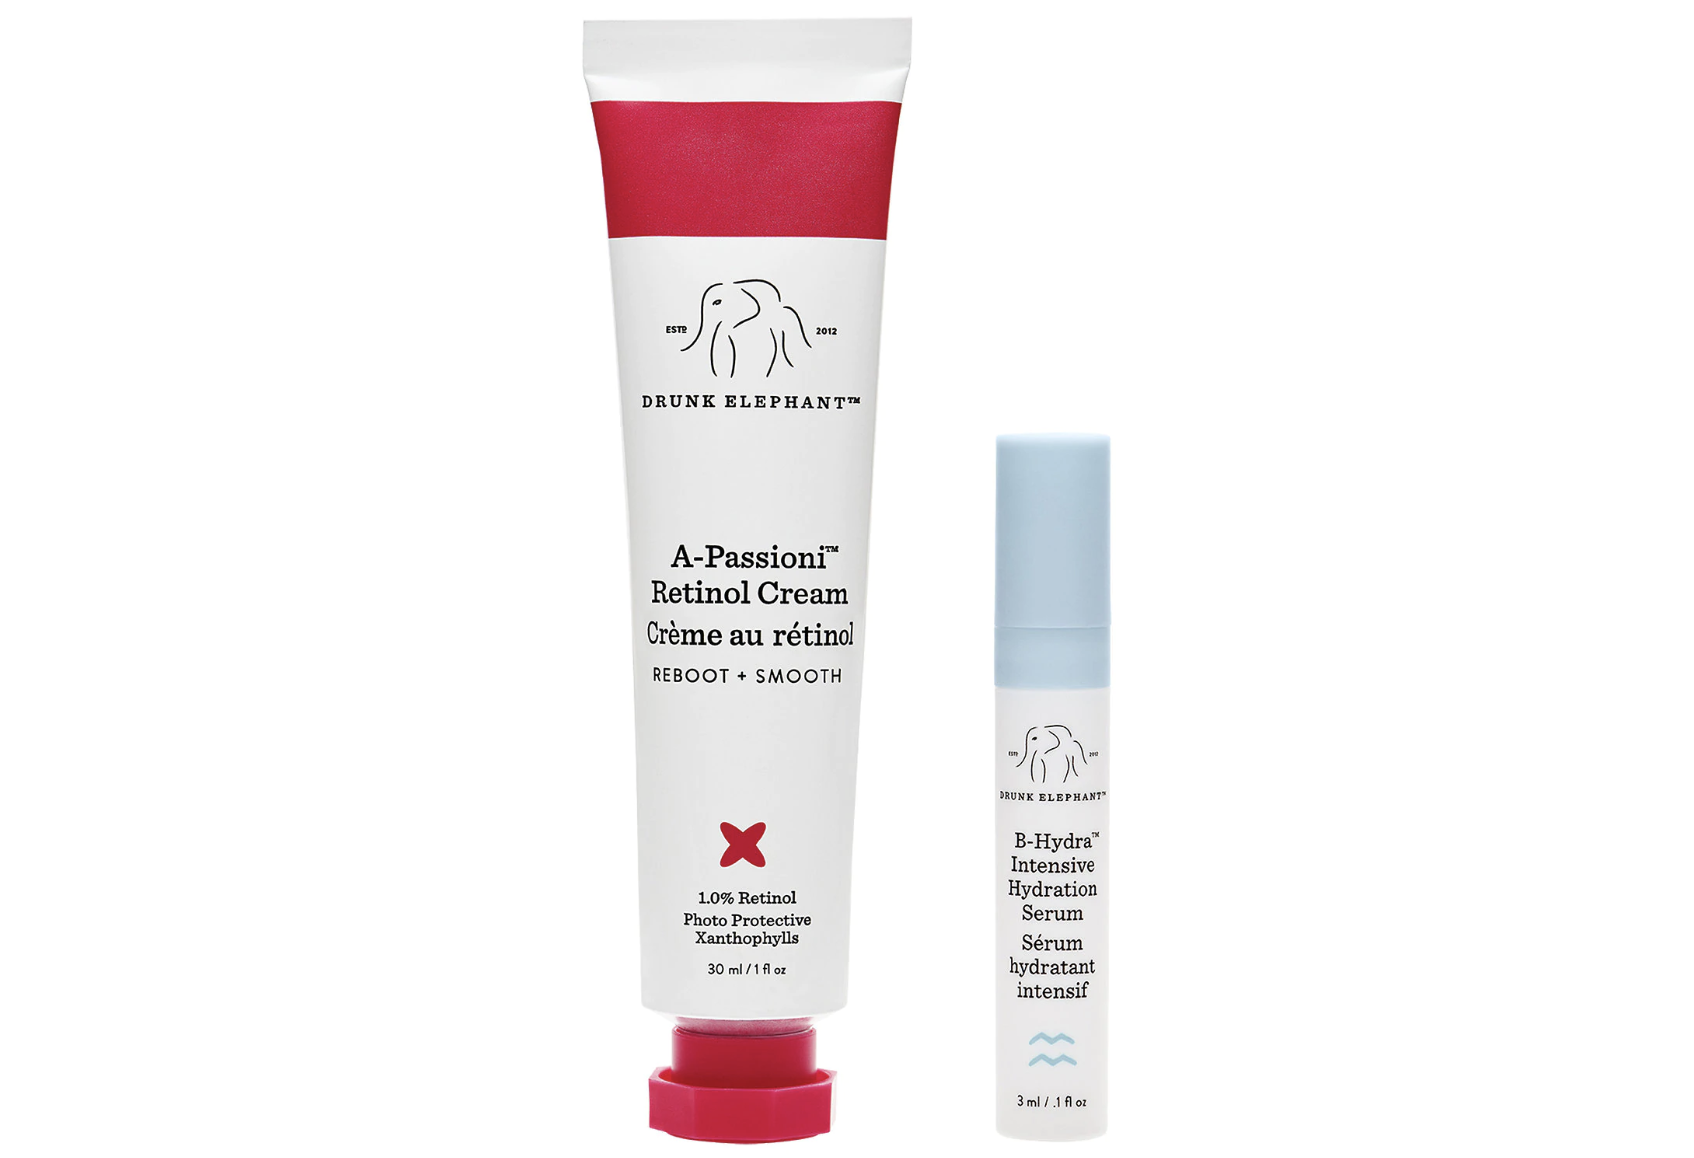 ESTD 2012
DRUNK ELEPHANT™
A-Passioni™
Retinol Cream
Crème au rétinol
REBOOT + SMOOTH
1.0% Retinol
Photo Protective
Xanthophylls
30 ml / 1 fl oz
ESTD 2012
DRUNK ELEPHANT™
B-Hydra™
Intensive
Hydration
Serum
Sérum
hydratant
intensif
3 ml / .1 fl oz